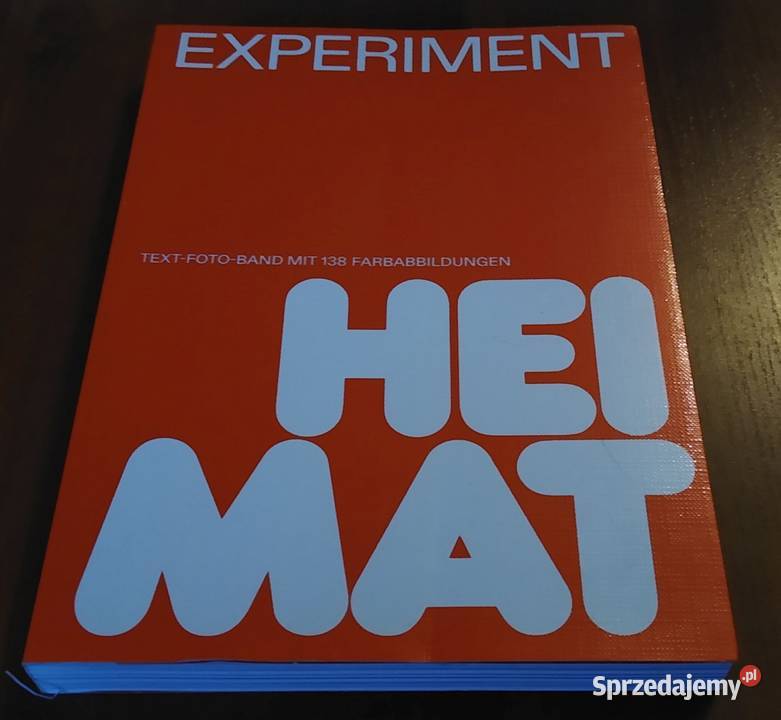 EXPERIMENT
TEXT-FOTO-BAND MIT 138 FARBABBILDUNGEN
HEI
MAT
Sprzedajemy.pl